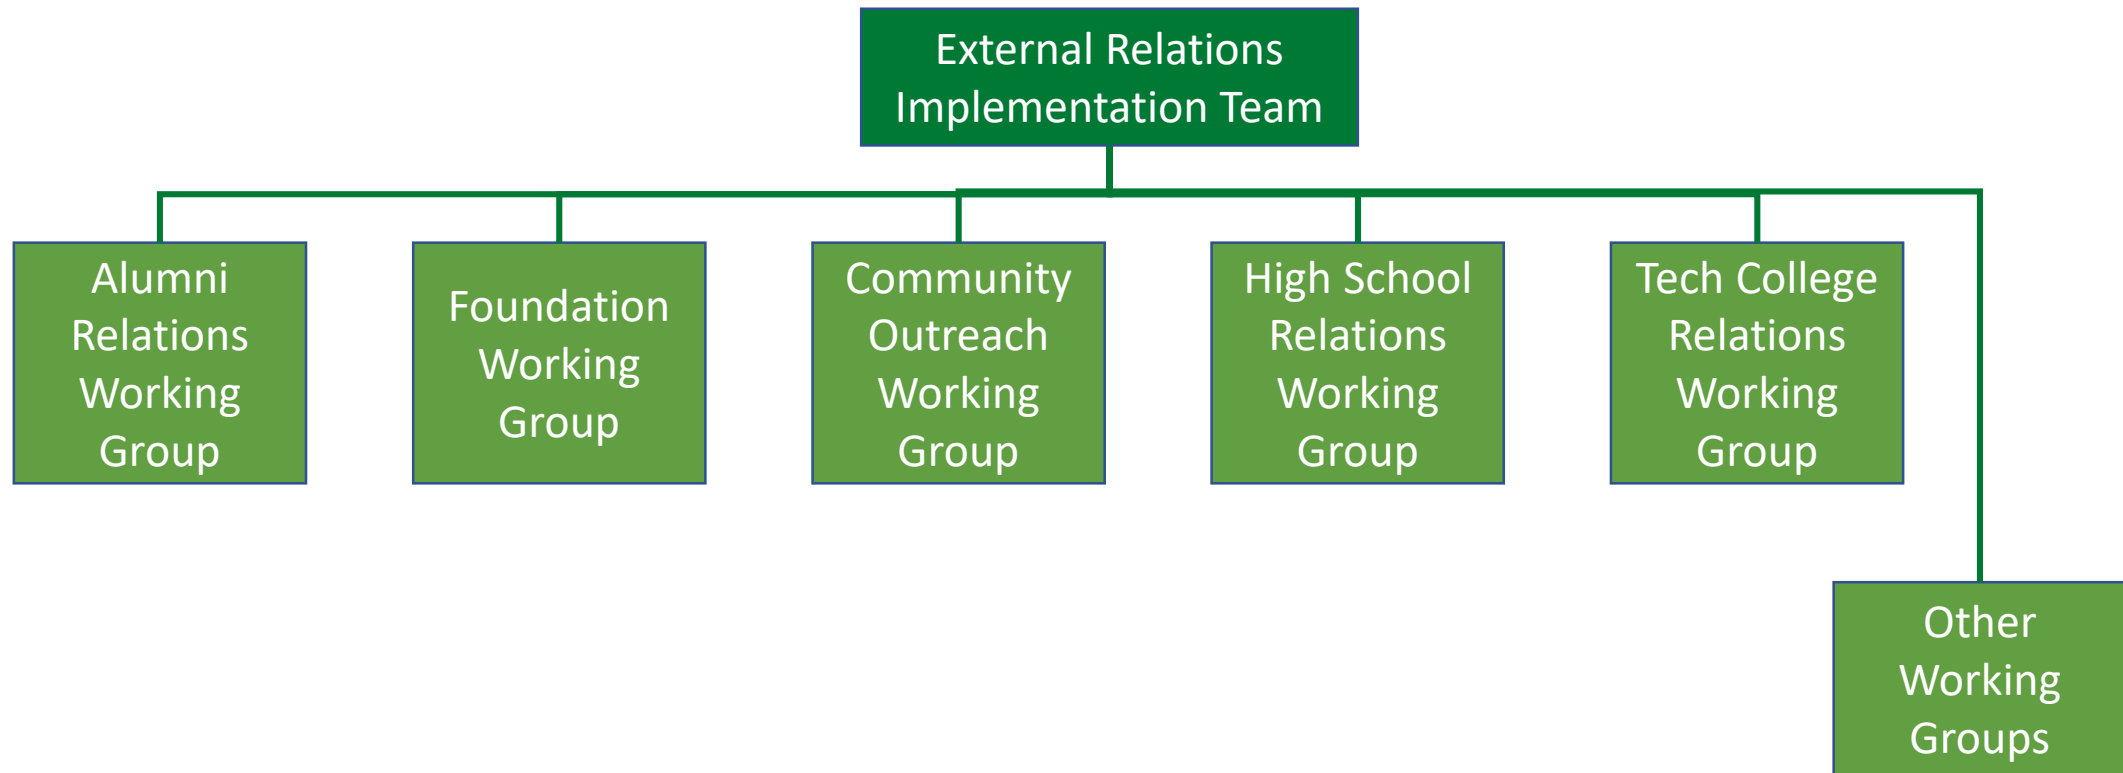 External Relations
Implementation Team
Alumni
Relations
Working
Group
Foundation
Working
Group
Community
Outreach
Working
Group
High School
Relations
Working
Group
Tech College
Relations
Working
Group
Other
Working
Groups